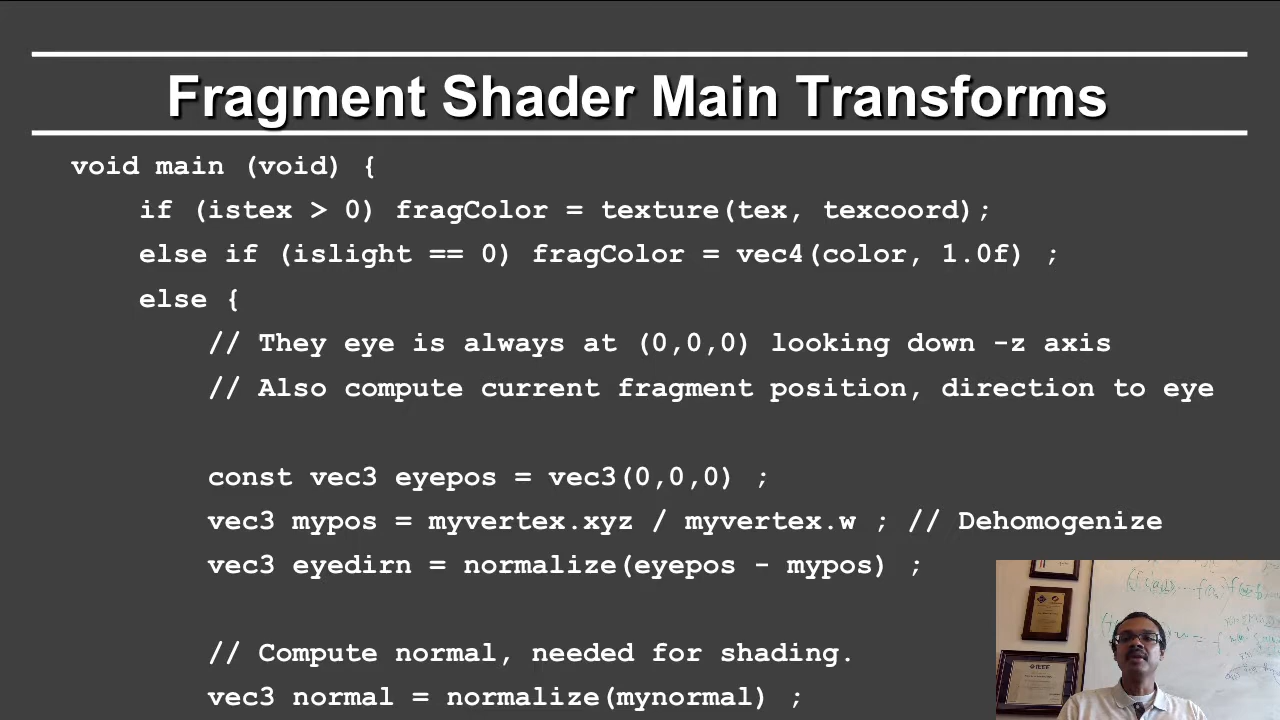 Fragment Shader Main Transforms
void main (void) {
if (istex > 0) fragColor = texture(tex, texcoord);
else if (islight == 0) fragColor = vec4(color, 1.0f) ;
else {
// They eye is always at (0,0,0) looking down -z axis
// Also compute current fragment position, direction to eye
const vec3 eyepos = vec3(0,0,0) ;
vec3 mypos = myvertex.xyz / myvertex.w ; // Dehomogenize
vec3 eyedirn = normalize(eyepos - mypos) ;
// Compute normal, needed for shading.
vec3 normal = normalize(mynormal) ;
IEEE